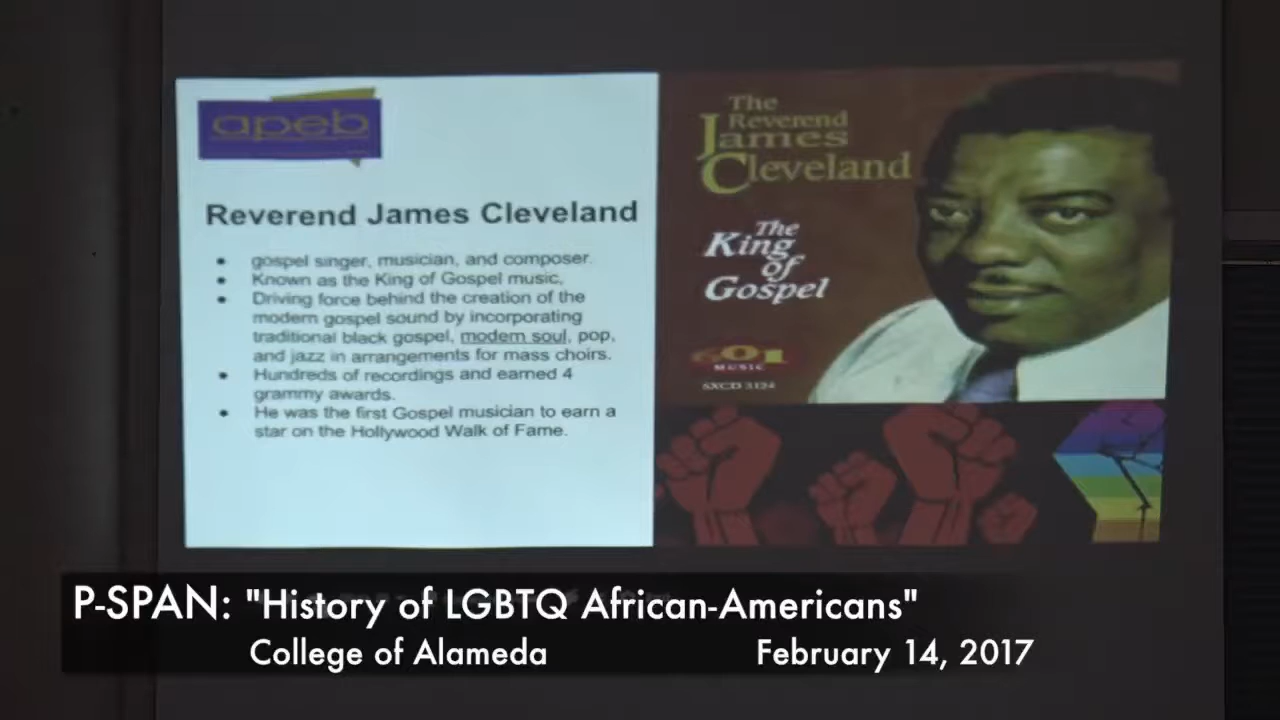 apeb
Reverend James Cleveland
• gospel singer, musician, and composer.
• Known as the King of Gospel music,
• Driving force behind the creation of the
modern gospel sound by incorporating
traditional black gospel, modern soul, pop,
and jazz in arrangements for mass choirs.
• Hundreds of recordings and earned 4
grammy awards.
• He was the first Gospel musician to earn a
star on the Hollywood Walk of Fame.
The
Reverend
James
Cleveland
The
King
of
Gospel
601
MUSIC
SXCD 3124
P-SPAN: "History of LGBTQ African-Americans"
College of Alameda February 14, 2017